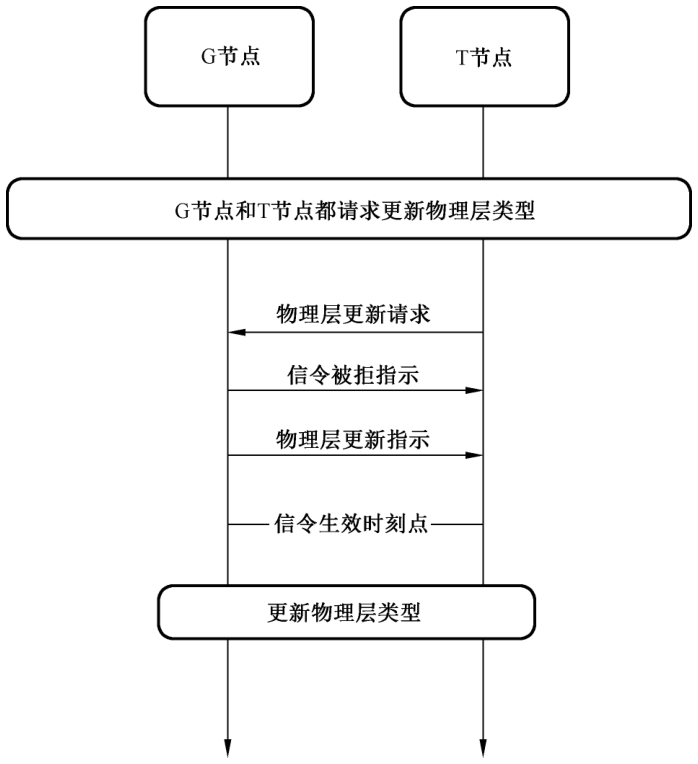 G节点
T节点
G节点和T节点都请求更新物理层类型
物理层更新请求
信令被拒指示
物理层更新指示
信令生效时刻点
更新物理层类型